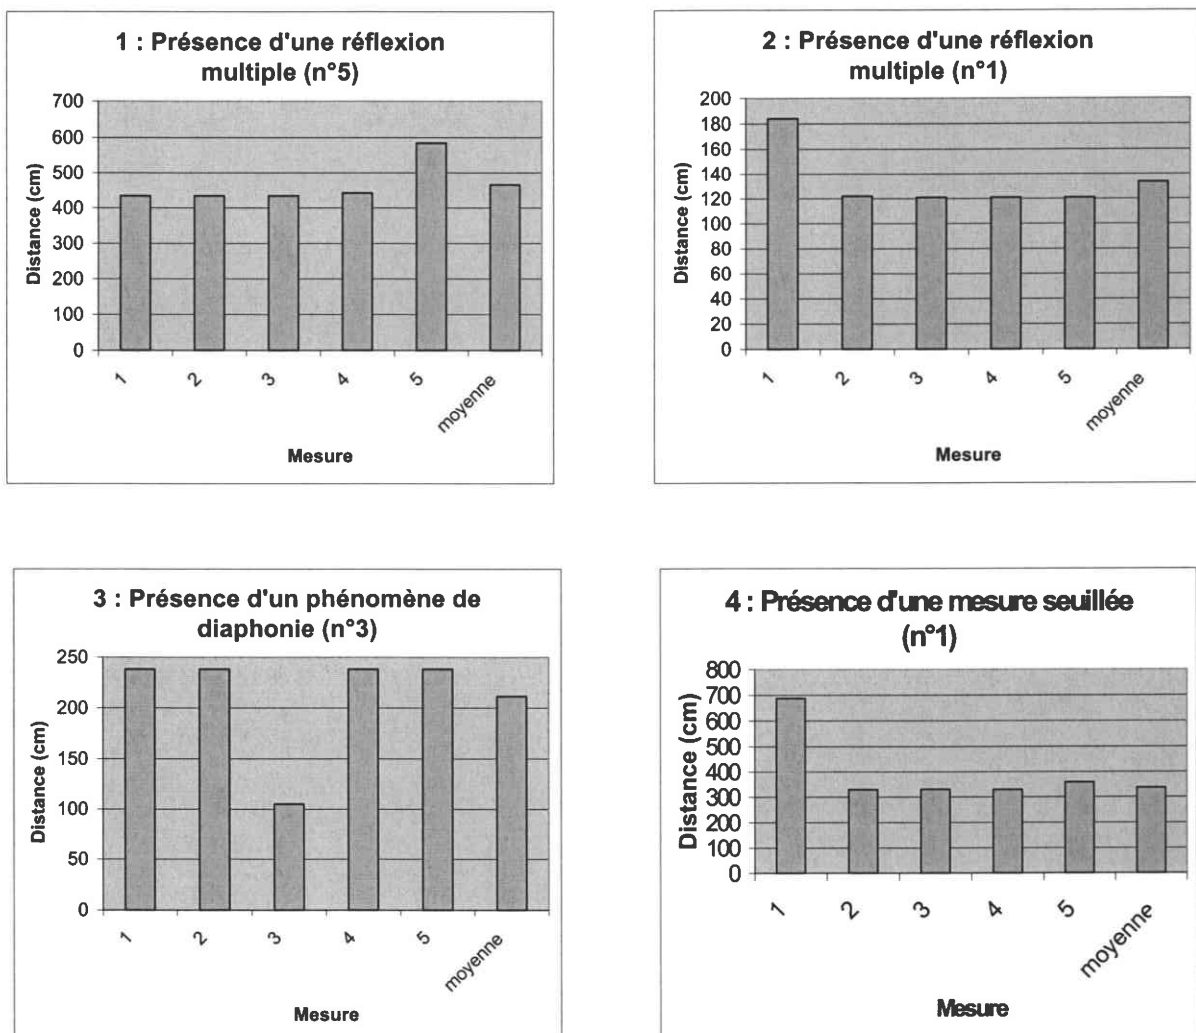 1 : Présence d'une réflexion
multiple (n°5)
700
600
500
400
300
200
100
0
Distance (cm)
1
2
3
4
5
moyenne
Mesure
2 : Présence d'une réflexion
multiple (n°1)
200
180
160
140
120
100
80
60
40
20
0
Distance (cm)
1
2
3
4
5
moyenne
Mesure
3 : Présence d'un phénomène de
diaphonie (n°3)
250
200
150
100
50
0
Distance (cm)
1
2
3
4
5
moyenne
Mesure
4 : Présence d'une mesure seuillée
(n°1)
800
700
600
500
400
300
200
100
0
Distance (cm)
1
2
3
4
5
moyenne
Mesure